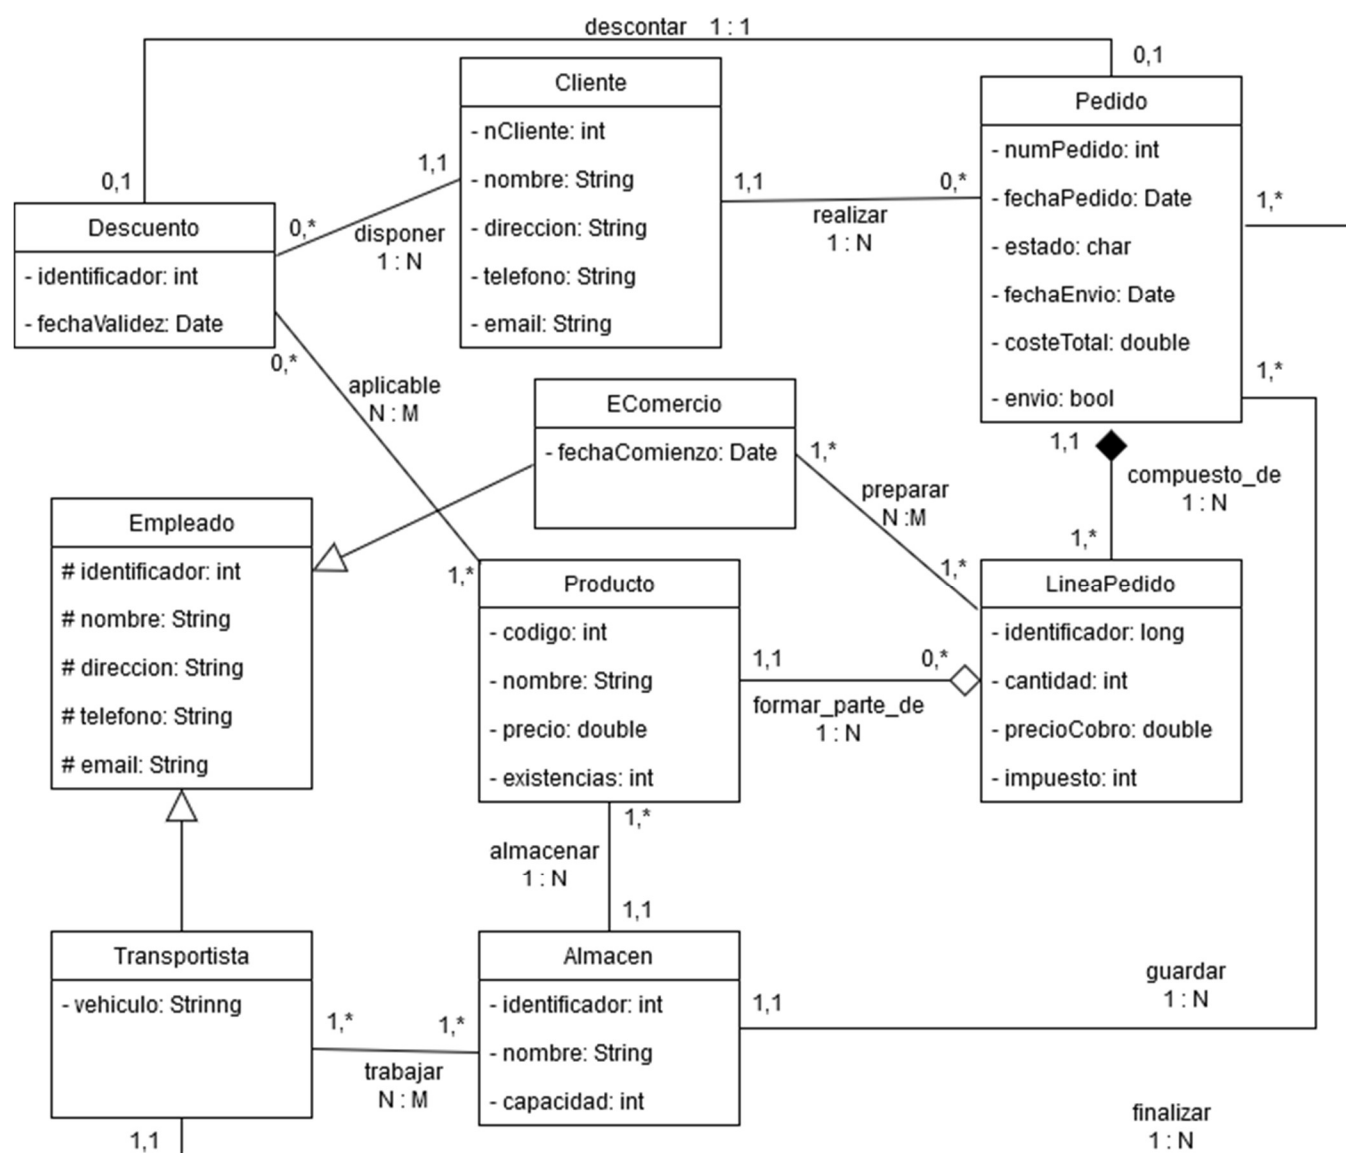 descontar 1 : 1
0,1
0,1
Cliente
- nCliente: int
- nombre: String
- direccion: String
- telefono: String
- email: String
Pedido
- numPedido: int
- fechaPedido: Date
- estado: char
- fechaEnvio: Date
- costeTotal: double
- envio: bool
Descuento
- identificador: int
- fechaValidez: Date
0,*
1,1
disponer
1 : N
1,1
0,*
realizar
1 : N
1,*
1,*
0,*
aplicable
N : M
1,*
EComercio
- fechaComienzo: Date
1,*
preparar
N :M
1,*
1,1
compuesto_de
1 : N
1,*
Empleado
# identificador: int
# nombre: String
# direccion: String
# telefono: String
# email: String
Producto
- codigo: int
- nombre: String
- precio: double
- existencias: int
1,1
0,*
formar_parte_de
1 : N
LineaPedido
- identificador: long
- cantidad: int
- precioCobro: double
- impuesto: int
1,*
almacenar
1 : N
1,1
Transportista
- vehiculo: Strinng
1,*
1,*
trabajar
N : M
Almacen
- identificador: int
- nombre: String
- capacidad: int
1,1
guardar
1 : N
1,1
finalizar
1 : N